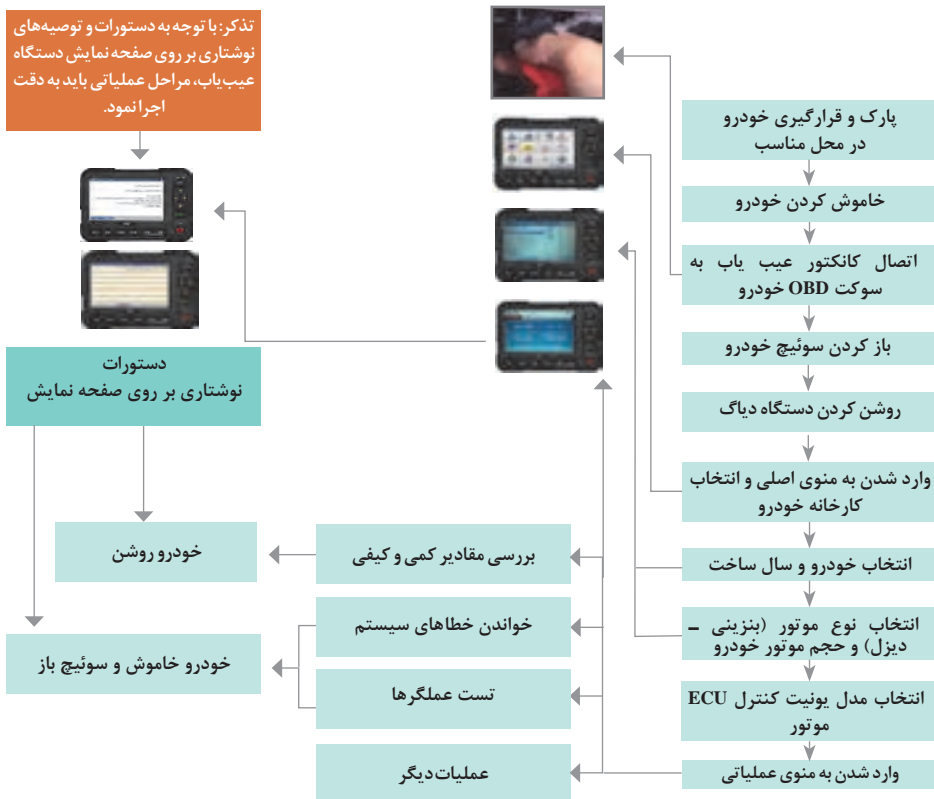 تذکر: با توجه به دستورات و توصیه‌های
نوشتاری بر روی صفحه نمایش دستگاه
عیب‌یاب، مراحل عملیاتی باید به دقت
اجرا نمود.
پارک و قرارگیری خودرو
در محل مناسب
خاموش کردن خودرو
اتصال کانکتور عیب یاب به
سوکت OBD خودرو
باز کردن سوئیچ خودرو
روشن کردن دستگاه دیاگ
وارد شدن به منوی اصلی و انتخاب
کارخانه خودرو
انتخاب خودرو و سال ساخت
انتخاب نوع موتور (بنزینی ـ
دیزل) و حجم موتور خودرو
انتخاب مدل یونیت کنترل ECU
موتور
وارد شدن به منوی عملیاتی
دستورات
نوشتاری بر روی صفحه نمایش
بررسی مقادیر کمی و کیفی
خودرو روشن
خواندن خطاهای سیستم
خودرو خاموش و سوئیچ باز
تست عملگرها
عملیات دیگر